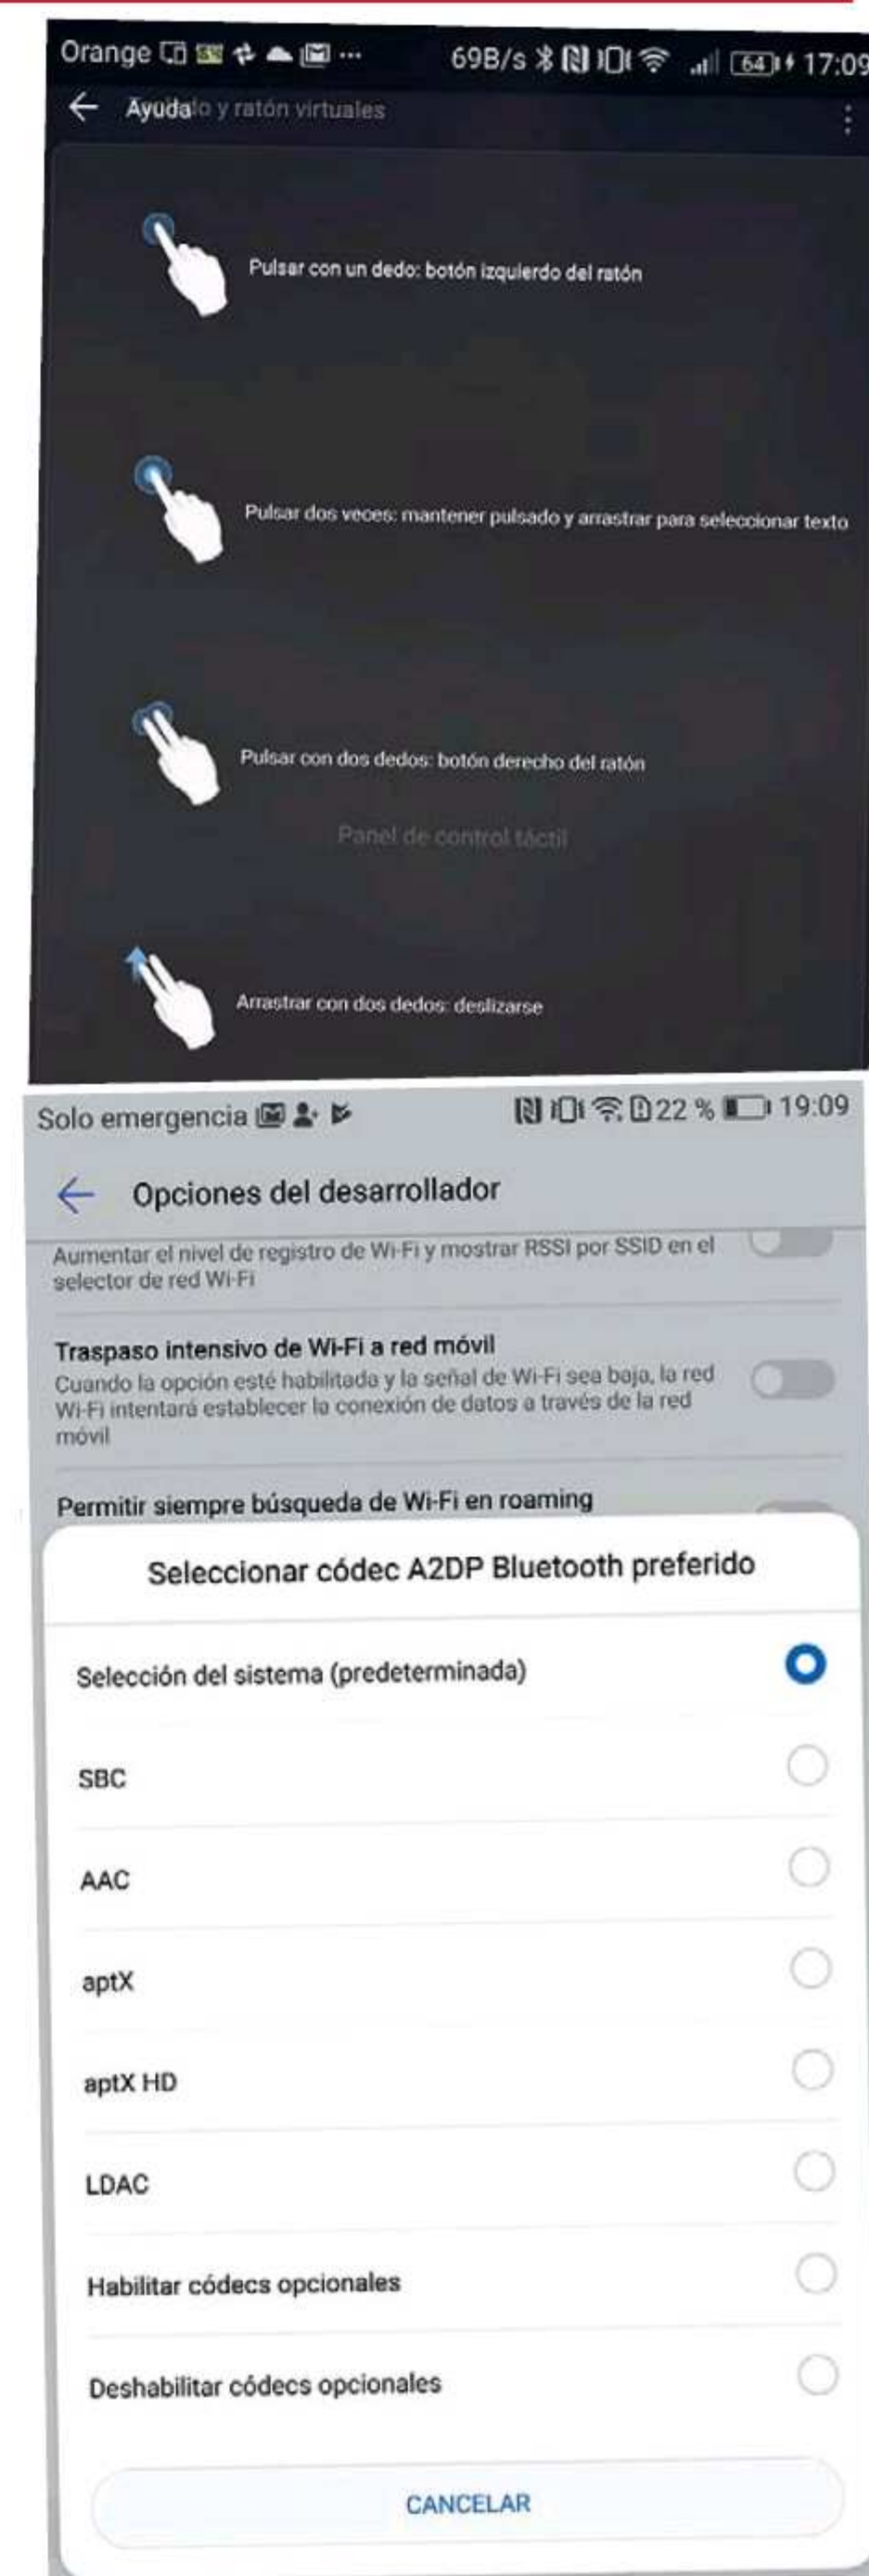 Orange ... 69B/s 64 17:09
Ayuda lo y ratón virtuales
Pulsar con un dedo: botón izquierdo del ratón
Pulsar dos veces: mantener pulsado y arrastrar para seleccionar texto
Pulsar con dos dedos: botón derecho del ratón
Panel de control táctil
Arrastrar con dos dedos: deslizarse
Solo emergencia 22 % 19:09
Opciones del desarrollador
Aumentar el nivel de registro de Wi-Fi y mostrar RSSI por SSID en el
selector de red Wi-Fi
Traspaso intensivo de Wi-Fi a red móvil
Cuando la opción esté habilitada y la señal de Wi-Fi sea baja, la red
Wi-Fi intentará establecer la conexión de datos a través de la red
móvil
Permitir siempre búsqueda de Wi-Fi en roaming
Seleccionar códec A2DP Bluetooth preferido
Selección del sistema (predeterminada)
SBC
AAC
aptX
aptX HD
LDAC
Habilitar códecs opcionales
Deshabilitar códecs opcionales
CANCELAR